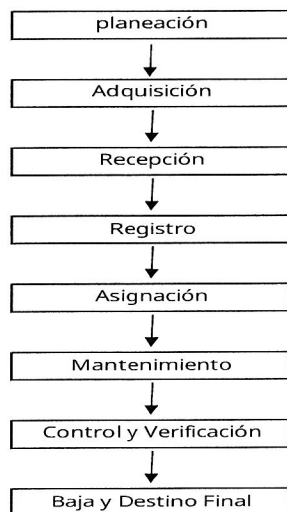 planeación
Adquisición
Recepción
Registro
Asignación
Mantenimiento
Control y Verificación
Baja y Destino Final